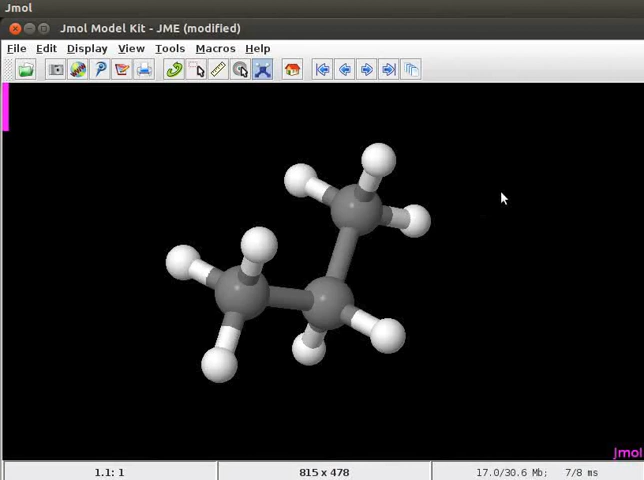 Jmol
Jmol Model Kit - JME (modified)
File Edit Display View Tools Macros Help
Jmol
1.1: 1 815 x 478 17.0/30.6 Mb; 7/8 ms